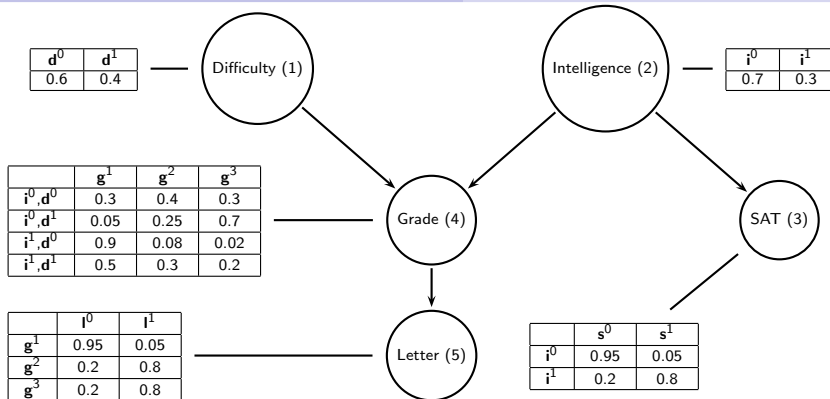 Difficulty (1)
Intelligence (2)
d⁰ d¹
0.6 0.4
i⁰ i¹
0.7 0.3
g¹ g² g³
i⁰,d⁰ 0.3 0.4 0.3
i⁰,d¹ 0.05 0.25 0.7
i¹,d⁰ 0.9 0.08 0.02
i¹,d¹ 0.5 0.3 0.2
Grade (4)
SAT (3)
l⁰ l¹
g¹ 0.95 0.05
g² 0.2 0.8
g³ 0.2 0.8
Letter (5)
s⁰ s¹
i⁰ 0.95 0.05
i¹ 0.2 0.8